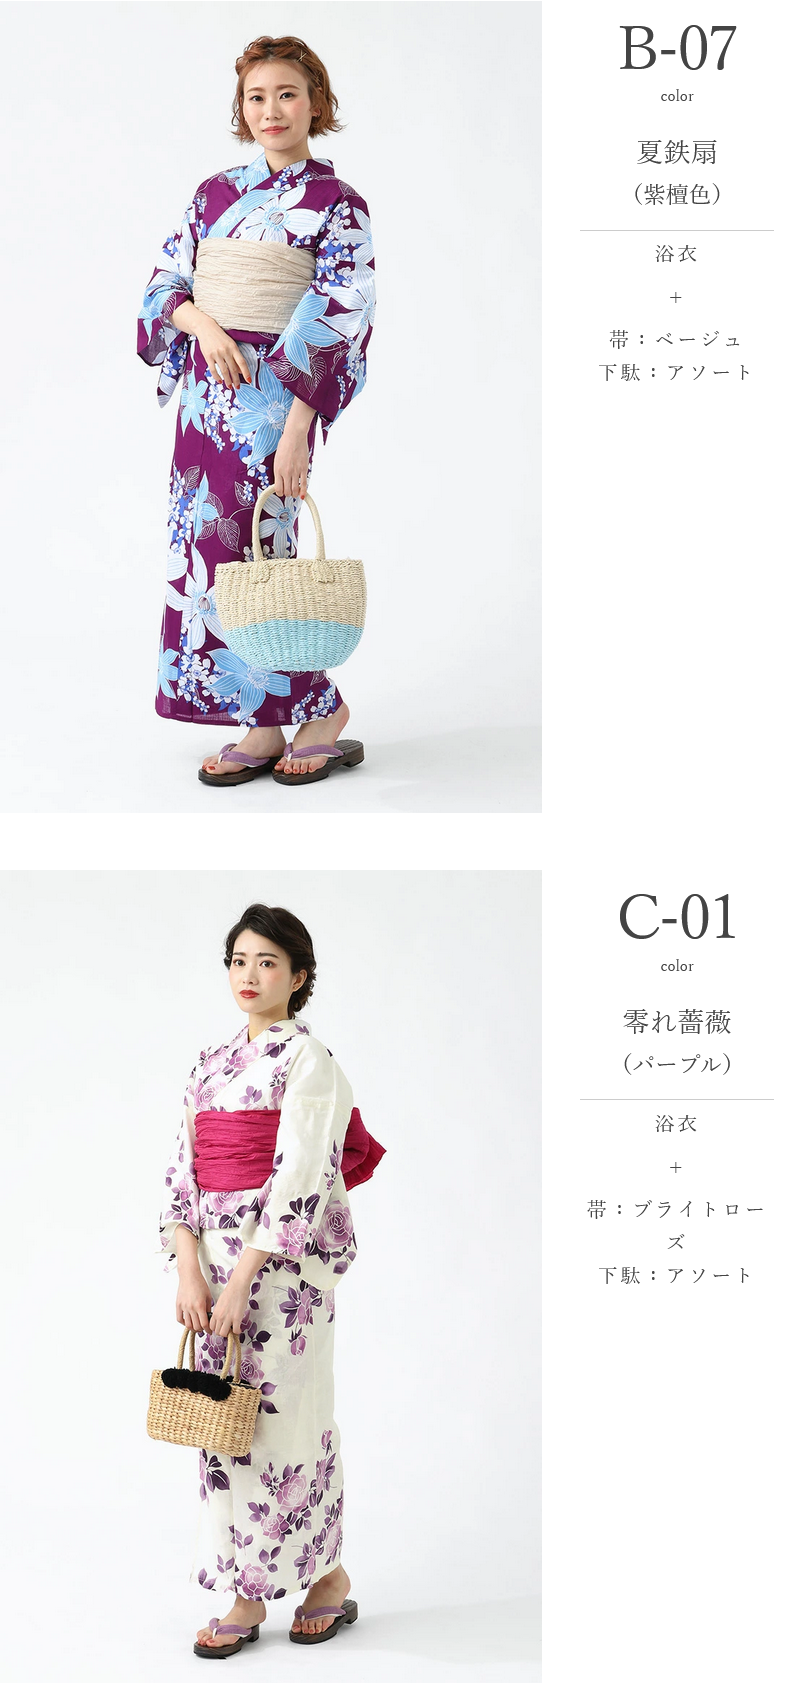 B-07
color
夏鉄扇
（紫檀色）
浴衣
+
帯：ベージュ
下駄：アソート
C-01
color
零れ薔薇
（パープル）
浴衣
+
帯：ブライトロー
ズ
下駄：アソート